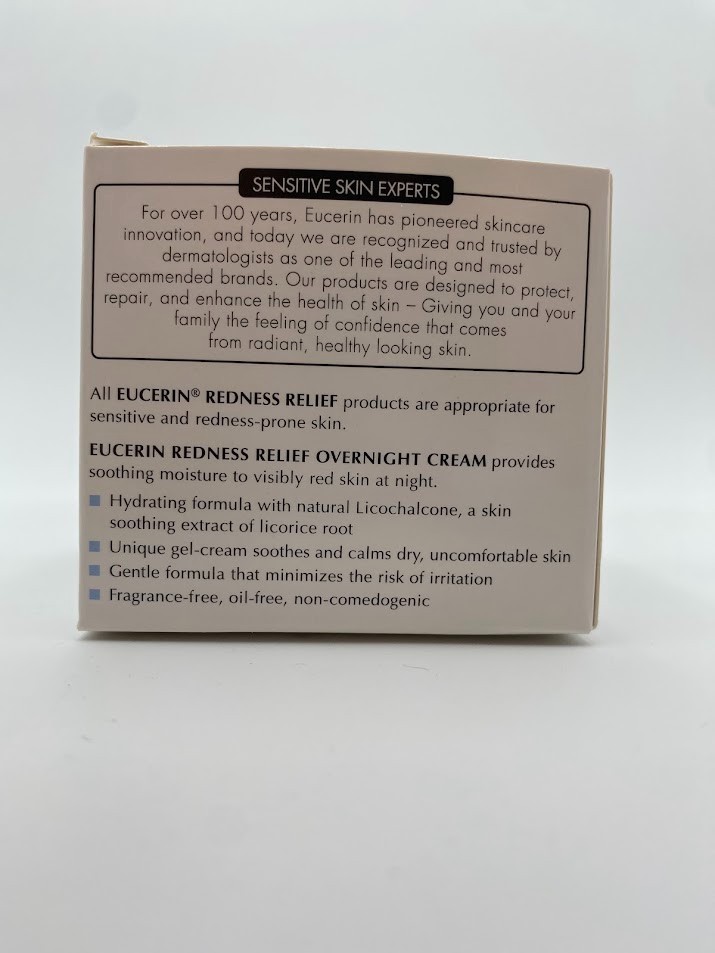 SENSITIVE SKIN EXPERTS
For over 100 years, Eucerin has pioneered skincare
innovation, and today we are recognized and trusted by
dermatologists as one of the leading and most
recommended brands. Our products are designed to protect,
repair, and enhance the health of skin – Giving you and your
family the feeling of confidence that comes
from radiant, healthy looking skin.
All EUCERIN® REDNESS RELIEF products are appropriate for
sensitive and redness-prone skin.
EUCERIN REDNESS RELIEF OVERNIGHT CREAM provides
soothing moisture to visibly red skin at night.
■ Hydrating formula with natural Licochalcone, a skin
soothing extract of licorice root
■ Unique gel-cream soothes and calms dry, uncomfortable skin
■ Gentle formula that minimizes the risk of irritation
■ Fragrance-free, oil-free, non-comedogenic